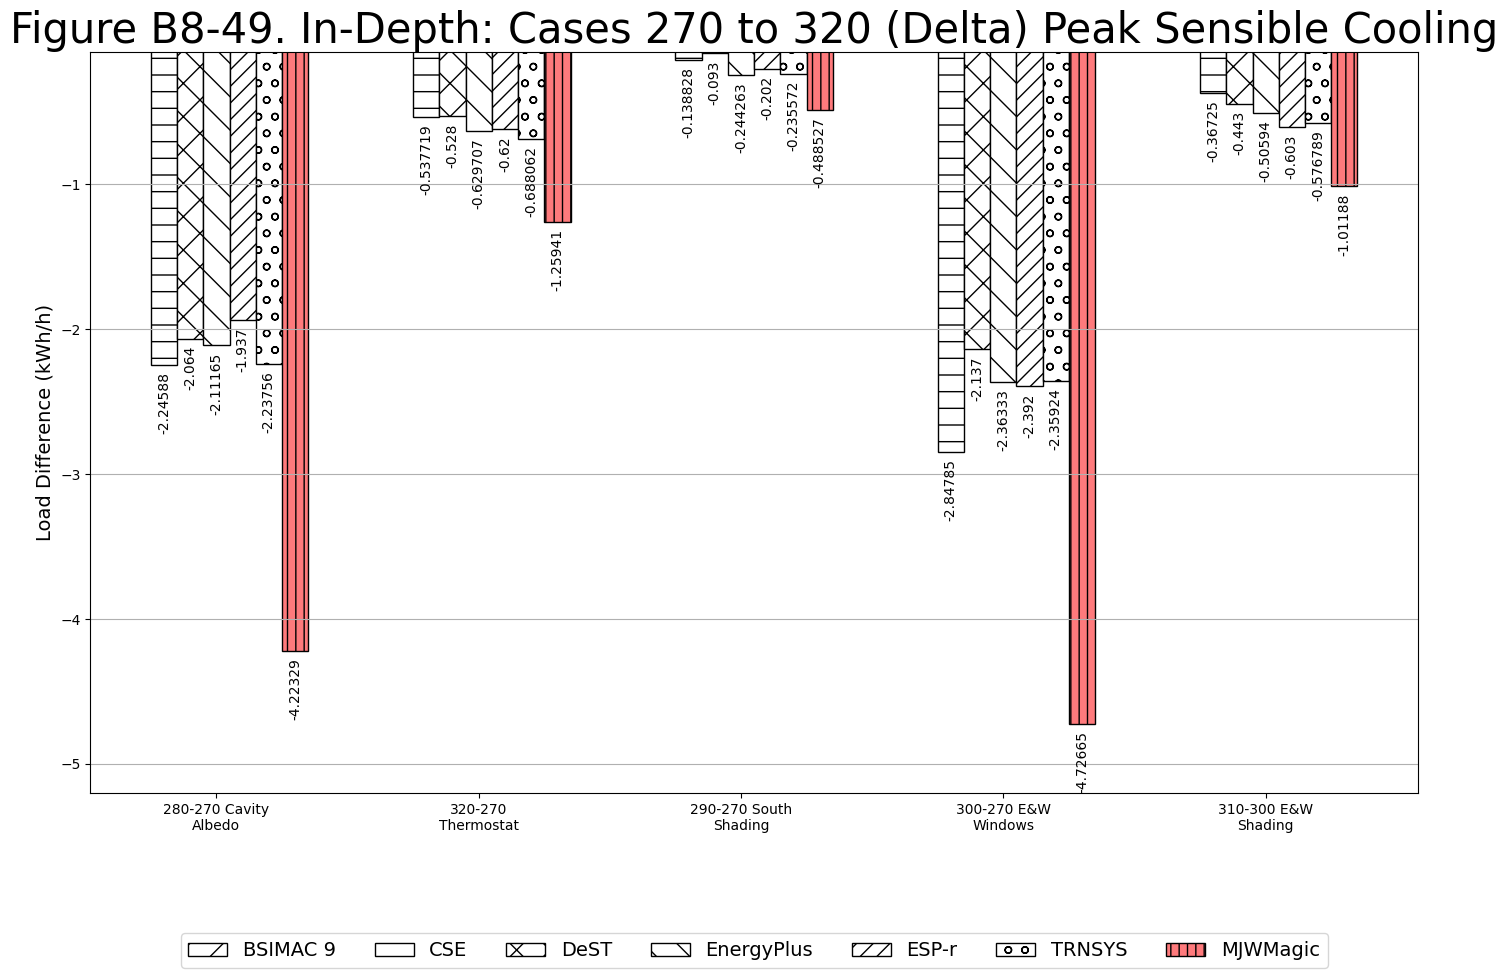 Figure B8-49. In-Depth: Cases 270 to 320 (Delta) Peak Sensible Cooling
Load Difference (kWh/h)
−1
−2
−3
−4
−5
-2.24588
-2.064
-2.11165
-1.937
-2.23756
-4.22329
-0.537719
-0.528
-0.629707
-0.62
-0.688062
-1.25941
-0.138828
-0.093
-0.244263
-0.202
-0.235572
-0.488527
-2.84785
-2.137
-2.36333
-2.392
-2.35924
-4.72665
-0.36725
-0.443
-0.50594
-0.603
-0.576789
-1.01188
280-270 Cavity
Albedo
320-270
Thermostat
290-270 South
Shading
300-270 E&W
Windows
310-300 E&W
Shading
BSIMAC 9
CSE
DeST
EnergyPlus
ESP-r
TRNSYS
MJWMagic